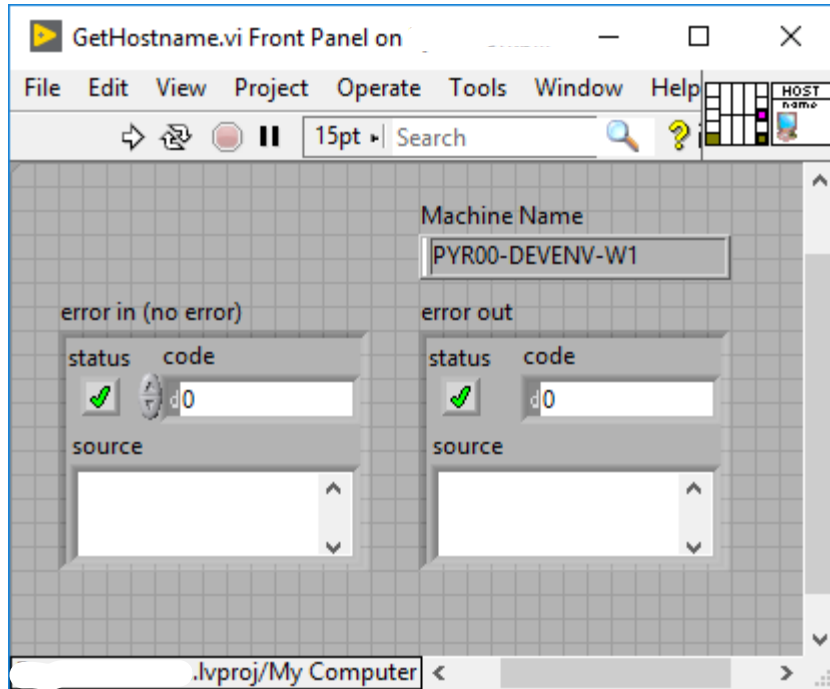 GetHostname.vi Front Panel on
File Edit View Project Operate Tools Window Help
HOST
name
15pt Search
Machine Name
PYR00-DEVENV-W1
error in (no error)
error out
status code
status code
d 0
d 0
source
source
.lvproj/My Computer